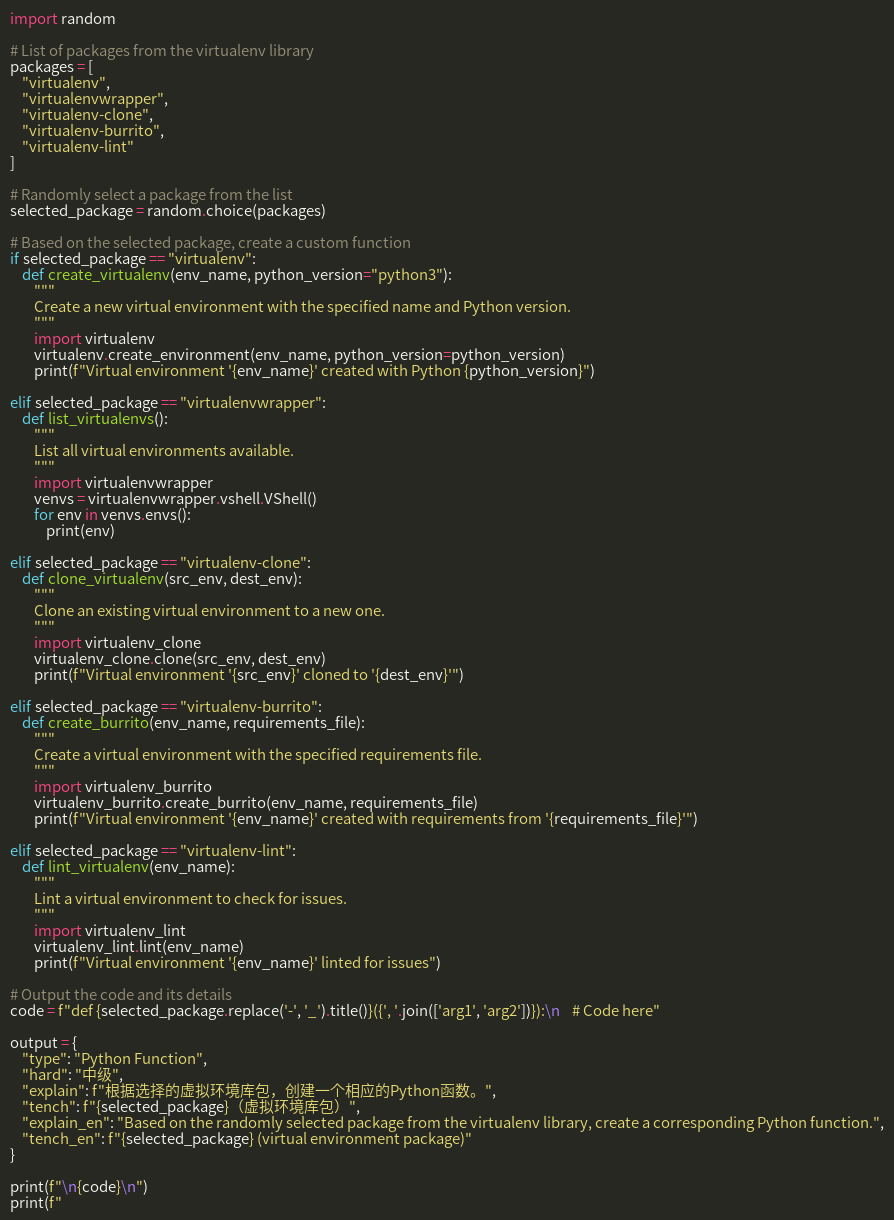 import random
# List of packages from the virtualenv library
packages = [
"virtualenv",
"virtualenvwrapper",
"virtualenv-clone",
"virtualenv-burrito",
"virtualenv-lint"
]
# Randomly select a package from the list
selected_package = random.choice(packages)
# Based on the selected package, create a custom function
if selected_package == "virtualenv":
def create_virtualenv(env_name, python_version="python3"):
"""
Create a new virtual environment with the specified name and Python version.
"""
import virtualenv
virtualenv.create_environment(env_name, python_version=python_version)
print(f"Virtual environment '{env_name}' created with Python {python_version}")
elif selected_package == "virtualenvwrapper":
def list_virtualenvs():
"""
List all virtual environments available.
"""
import virtualenvwrapper
venvs = virtualenvwrapper.vshell.VShell()
for env in venvs.envs():
print(env)
elif selected_package == "virtualenv-clone":
def clone_virtualenv(src_env, dest_env):
"""
Clone an existing virtual environment to a new one.
"""
import virtualenv_clone
virtualenv_clone.clone(src_env, dest_env)
print(f"Virtual environment '{src_env}' cloned to '{dest_env}'")
elif selected_package == "virtualenv-burrito":
def create_burrito(env_name, requirements_file):
"""
Create a virtual environment with the specified requirements file.
"""
import virtualenv_burrito
virtualenv_burrito.create_burrito(env_name, requirements_file)
print(f"Virtual environment '{env_name}' created with requirements from '{requirements_file}'")
elif selected_package == "virtualenv-lint":
def lint_virtualenv(env_name):
"""
Lint a virtual environment to check for issues.
"""
import virtualenv_lint
virtualenv_lint.lint(env_name)
print(f"Virtual environment '{env_name}' linted for issues")
# Output the code and its details
code = f"def {selected_package.replace('-', '_').title()}({', '.join(['arg1', 'arg2'])}):\n    # Code here"
output = {
"type": "Python Function",
"hard": "中级",
"explain": f"根据选择的虚拟环境库包，创建一个相应的Python函数。",
"tench": f"{selected_package}（虚拟环境库包）",
"explain_en": "Based on the randomly selected package from the virtualenv library, create a corresponding Python function.",
"tench_en": f"{selected_package} (virtual environment package)"
}
print(f"\n{code}\n")
print(f"